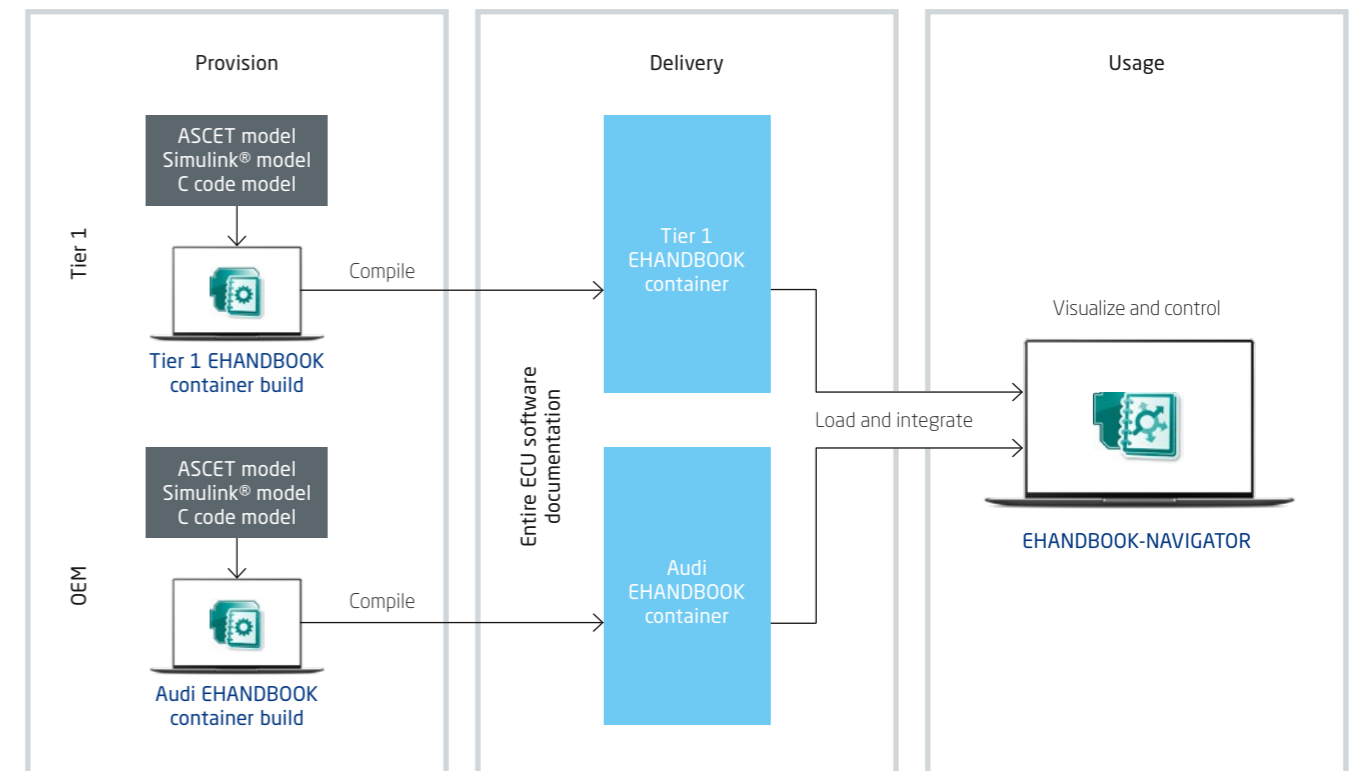 Provision
Delivery
Usage
Tier 1
ASCET model
Simulink® model
C code model
Compile
Tier 1 EHANDBOOK
container build
OEM
ASCET model
Simulink® model
C code model
Compile
Audi EHANDBOOK
container build
Entire ECU software
documentation
Tier 1
EHANDBOOK
container
Audi
EHANDBOOK
container
Load and integrate
Visualize and control
EHANDBOOK-NAVIGATOR